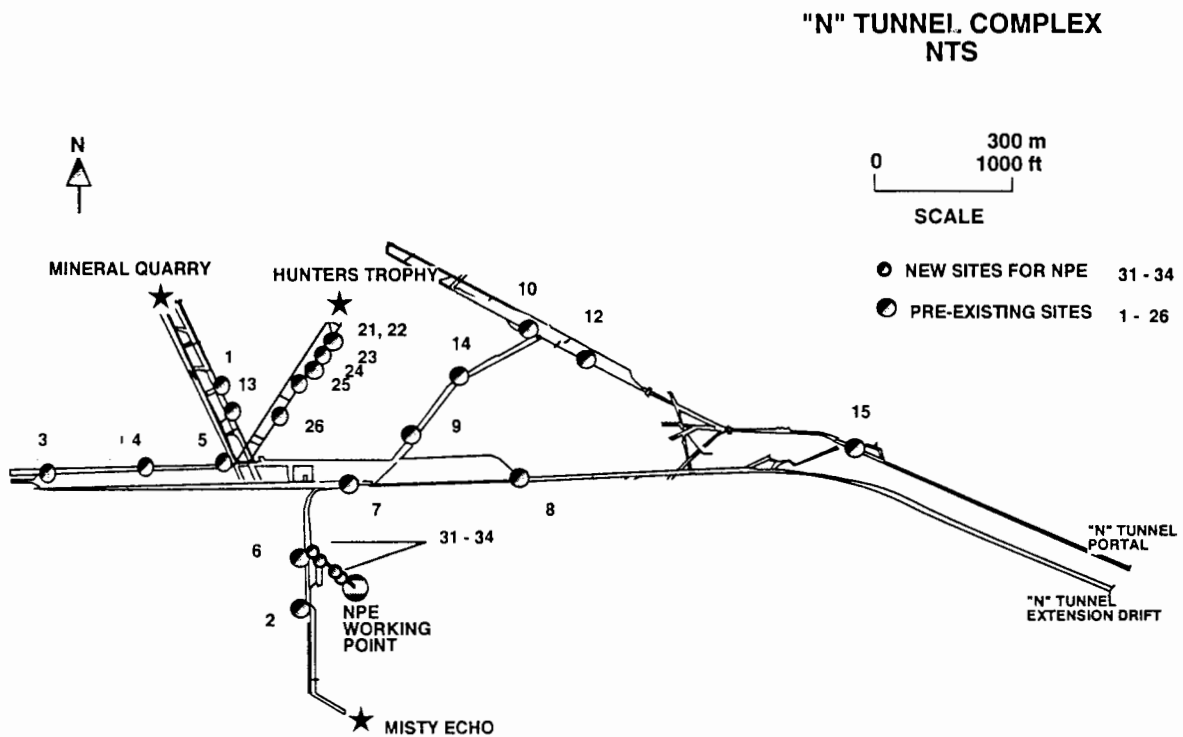 "N" TUNNEL COMPLEX
NTS
N
300 m
0 1000 ft
SCALE
MINERAL QUARRY
HUNTERS TROPHY
NEW SITES FOR NPE 31 - 34
PRE-EXISTING SITES 1 - 26
10
12
21, 22
1
23
14
24
13
25
15
3
4
5
26
9
7
8
31 - 34
6
"N" TUNNEL
PORTAL
2
NPE
WORKING
POINT
"N" TUNNEL
EXTENSION DRIFT
MISTY ECHO